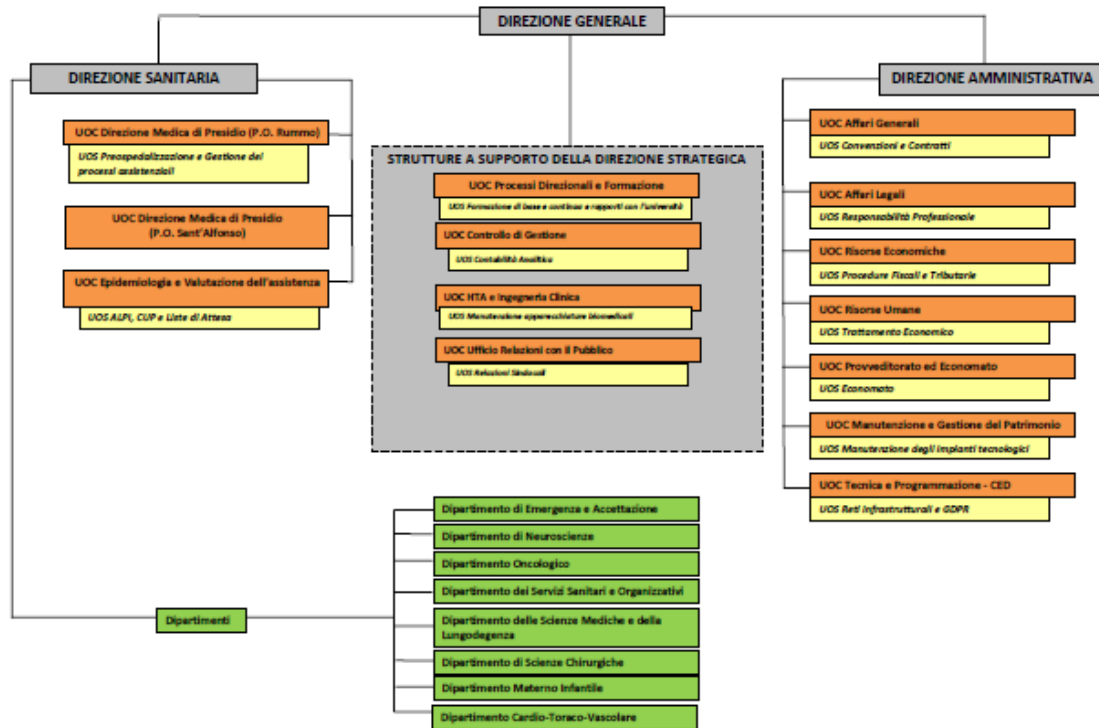 DIREZIONE GENERALE
DIREZIONE SANITARIA
DIREZIONE AMMINISTRATIVA
UOC Direzione Medica di Presidio (P.O. Rummo)
UOS Preospedalizzazione e Gestione dei
processi assistenziali
UOC Direzione Medica di Presidio
(P.O. Sant'Alfonso)
UOC Epidemiologia e Valutazione dell'assistenza
UOS ALPI, CUP e Liste di Attesa
STRUTTURE A SUPPORTO DELLA DIREZIONE STRATEGICA
UOC Processi Direzionali e Formazione
UOS Formazione di base e continua e rapporti con l'università
UOC Controllo di Gestione
UOS Contabilità Analitica
UOC HTA e Ingegneria Clinica
UOS Manutenzione apparecchiature biomedicali
UOC Ufficio Relazioni con il Pubblico
UOS Relazioni Sindacali
UOC Affari Generali
UOS Convenzioni e Contratti
UOC Affari Legali
UOS Responsabilità Professionale
UOC Risorse Economiche
UOS Procedure Fiscali e Tributarie
UOC Risorse Umane
UOS Trattamento Economico
UOC Provveditorato ed Economato
UOS Economato
UOC Manutenzione e Gestione del Patrimonio
UOS Manutenzione degli impianti tecnologici
UOC Tecnica e Programmazione - CED
UOS Reti Infrastrutturali e GDPR
Dipartimenti
Dipartimento di Emergenza e Accettazione
Dipartimento di Neuroscienze
Dipartimento Oncologico
Dipartimento dei Servizi Sanitari e Organizzativi
Dipartimento delle Scienze Mediche e della
Lungodegenza
Dipartimento di Scienze Chirurgiche
Dipartimento Materno Infantile
Dipartimento Cardio-Toraco-Vascolare